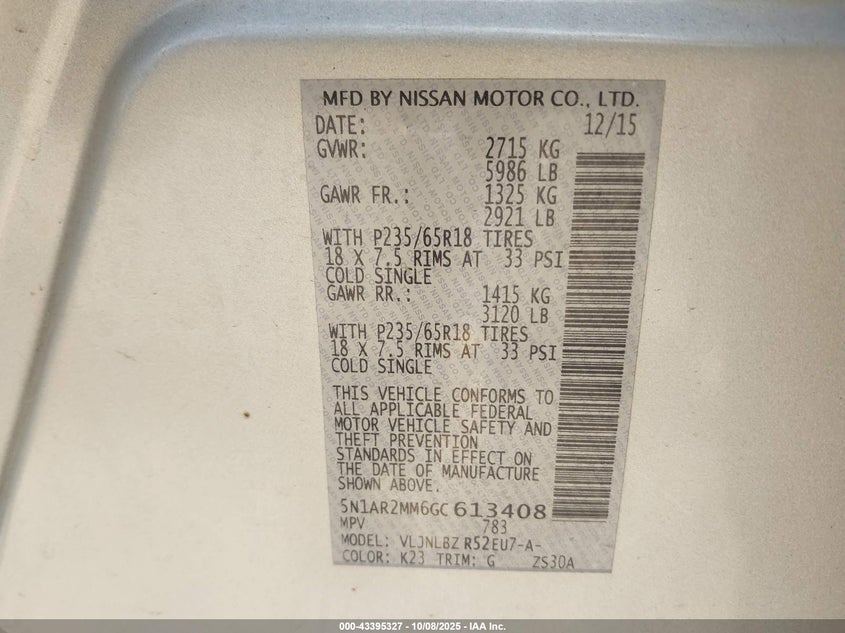 MFD BY NISSAN MOTOR CO., LTD.
DATE: 12/15
GVWR: 2715 KG
5986 LB
GAWR FR.: 1325 KG
2921 LB
WITH P235/65R18 TIRES
18 X 7.5 RIMS AT 33 PSI
COLD SINGLE
GAWR RR.: 1415 KG
3120 LB
WITH P235/65R18 TIRES
18 X 7.5 RIMS AT 33 PSI
COLD SINGLE
THIS VEHICLE CONFORMS TO
ALL APPLICABLE FEDERAL
MOTOR VEHICLE SAFETY AND
THEFT PREVENTION
STANDARDS IN EFFECT ON
THE DATE OF MANUFACTURE
SHOWN ABOVE.
5N1AR2MM6GC613408
MPV 783
MODEL: VLJNLBZ R52EU7-A-
COLOR: K23 TRIM: G ZS30A
000-43395327 - 10/08/2025 - IAA Inc.